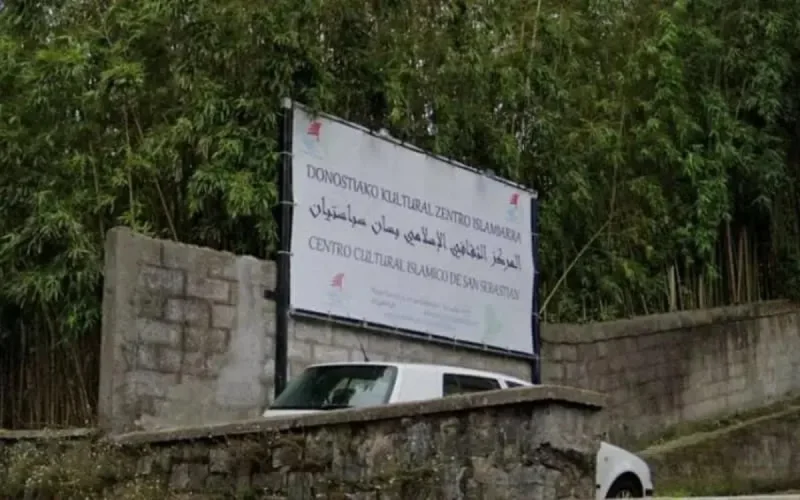 DONOSTIAKO KULTURAL ZENTRO ISLAMIARRA
المركز الثقافي الإسلامي بسان سباستيان
CENTRO CULTURAL ISLAMICO DE SAN SEBASTIAN